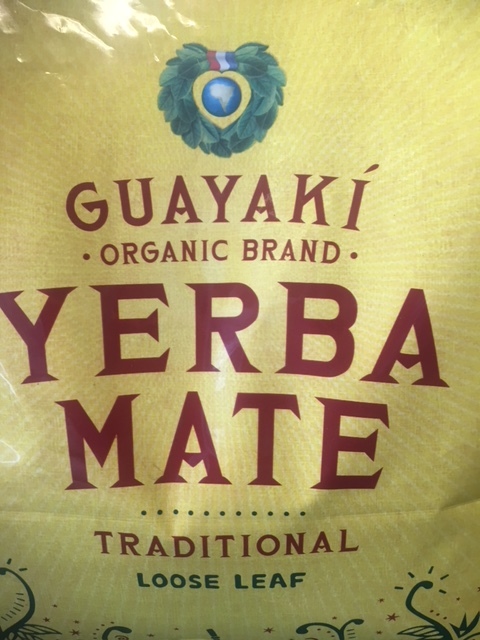 GUAYAKÍ
• ORGANIC BRAND •
YERBA
MATE
TRADITIONAL
LOOSE LEAF